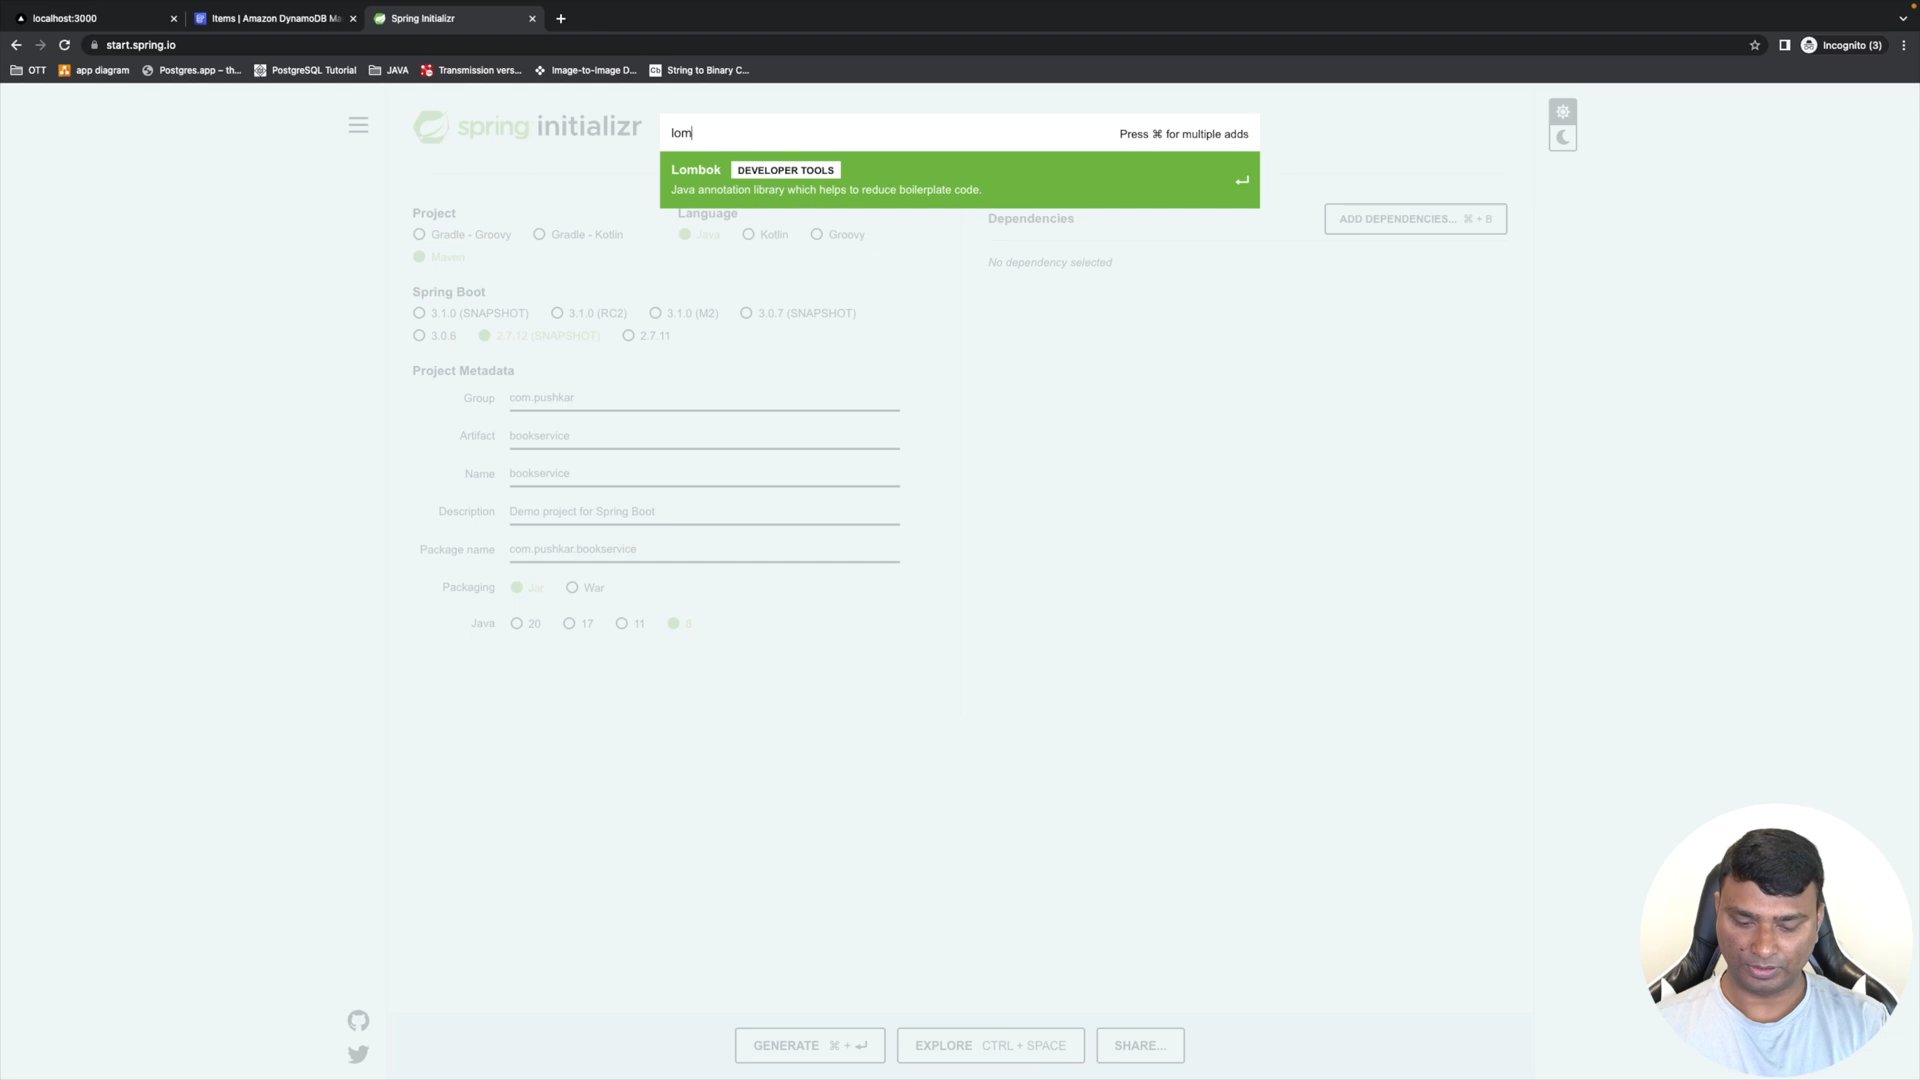 localhost:3000
Items | Amazon DynamoDB Ma
Spring Initializr
start.spring.io
Incognito (3)
OTT
app diagram
Postgres.app – th...
PostgreSQL Tutorial
JAVA
Transmission vers...
Image-to-Image D...
Cb
String to Binary C...
spring initializr
lom
Press ⌘ for multiple adds
Lombok DEVELOPER TOOLS
Java annotation library which helps to reduce boilerplate code.
Project
Gradle - Groovy Gradle - Kotlin
Maven
Language
Java Kotlin Groovy
Spring Boot
3.1.0 (SNAPSHOT) 3.1.0 (RC2) 3.1.0 (M2) 3.0.7 (SNAPSHOT)
3.0.6 2.7.12 (SNAPSHOT) 2.7.11
Project Metadata
Group com.pushkar
Artifact bookservice
Name bookservice
Description Demo project for Spring Boot
Package name com.pushkar.bookservice
Packaging Jar War
Java 20 17 11 8
Dependencies
ADD DEPENDENCIES... ⌘ + B
No dependency selected
GENERATE ⌘ + ↵
EXPLORE CTRL + SPACE
SHARE...